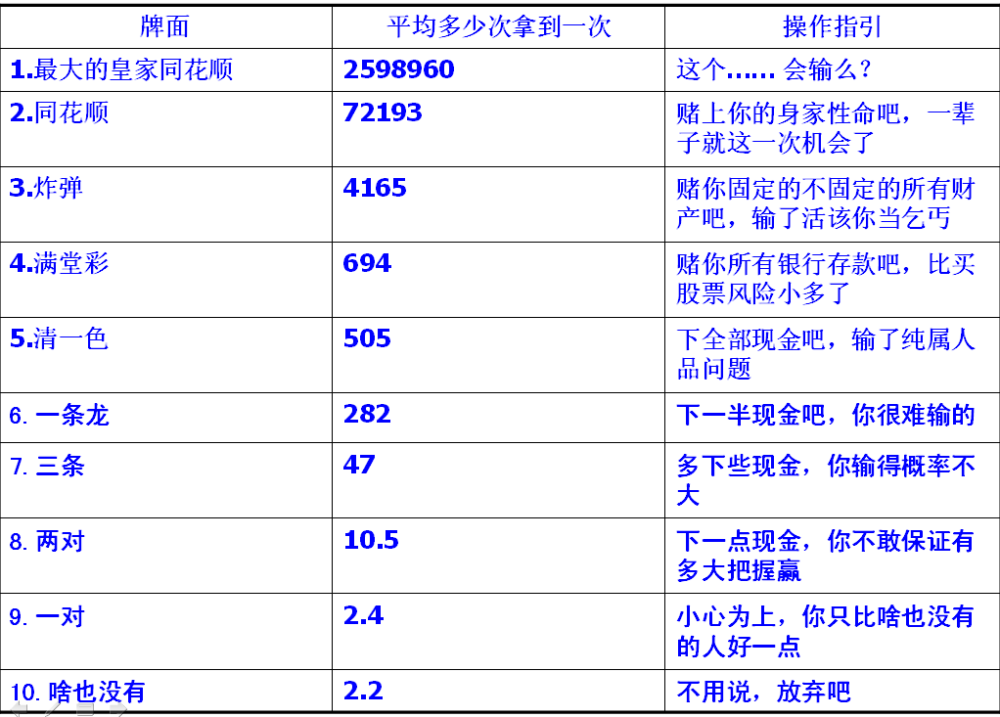 牌面 平均多少次拿到一次 操作指引
1.最大的皇家同花顺 2598960 这个…… 会输么？
2.同花顺 72193 赌上你的身家性命吧，一辈
子就这一次机会了
3.炸弹 4165 赌你固定的不固定的所有财
产吧，输了活该你当乞丐
4.满堂彩 694 赌你所有银行存款吧，比买
股票风险小多了
5.清一色 505 下全部现金吧，输了纯属人
品问题
6. 一条龙 282 下一半现金吧，你很难输的
7. 三条 47 多下些现金，你输得概率不
大
8. 两对 10.5 下一点现金，你不敢保证有
多大把握赢
9. 一对 2.4 小心为上，你只比啥也没有
的人好一点
10. 啥也没有 2.2 不用说，放弃吧